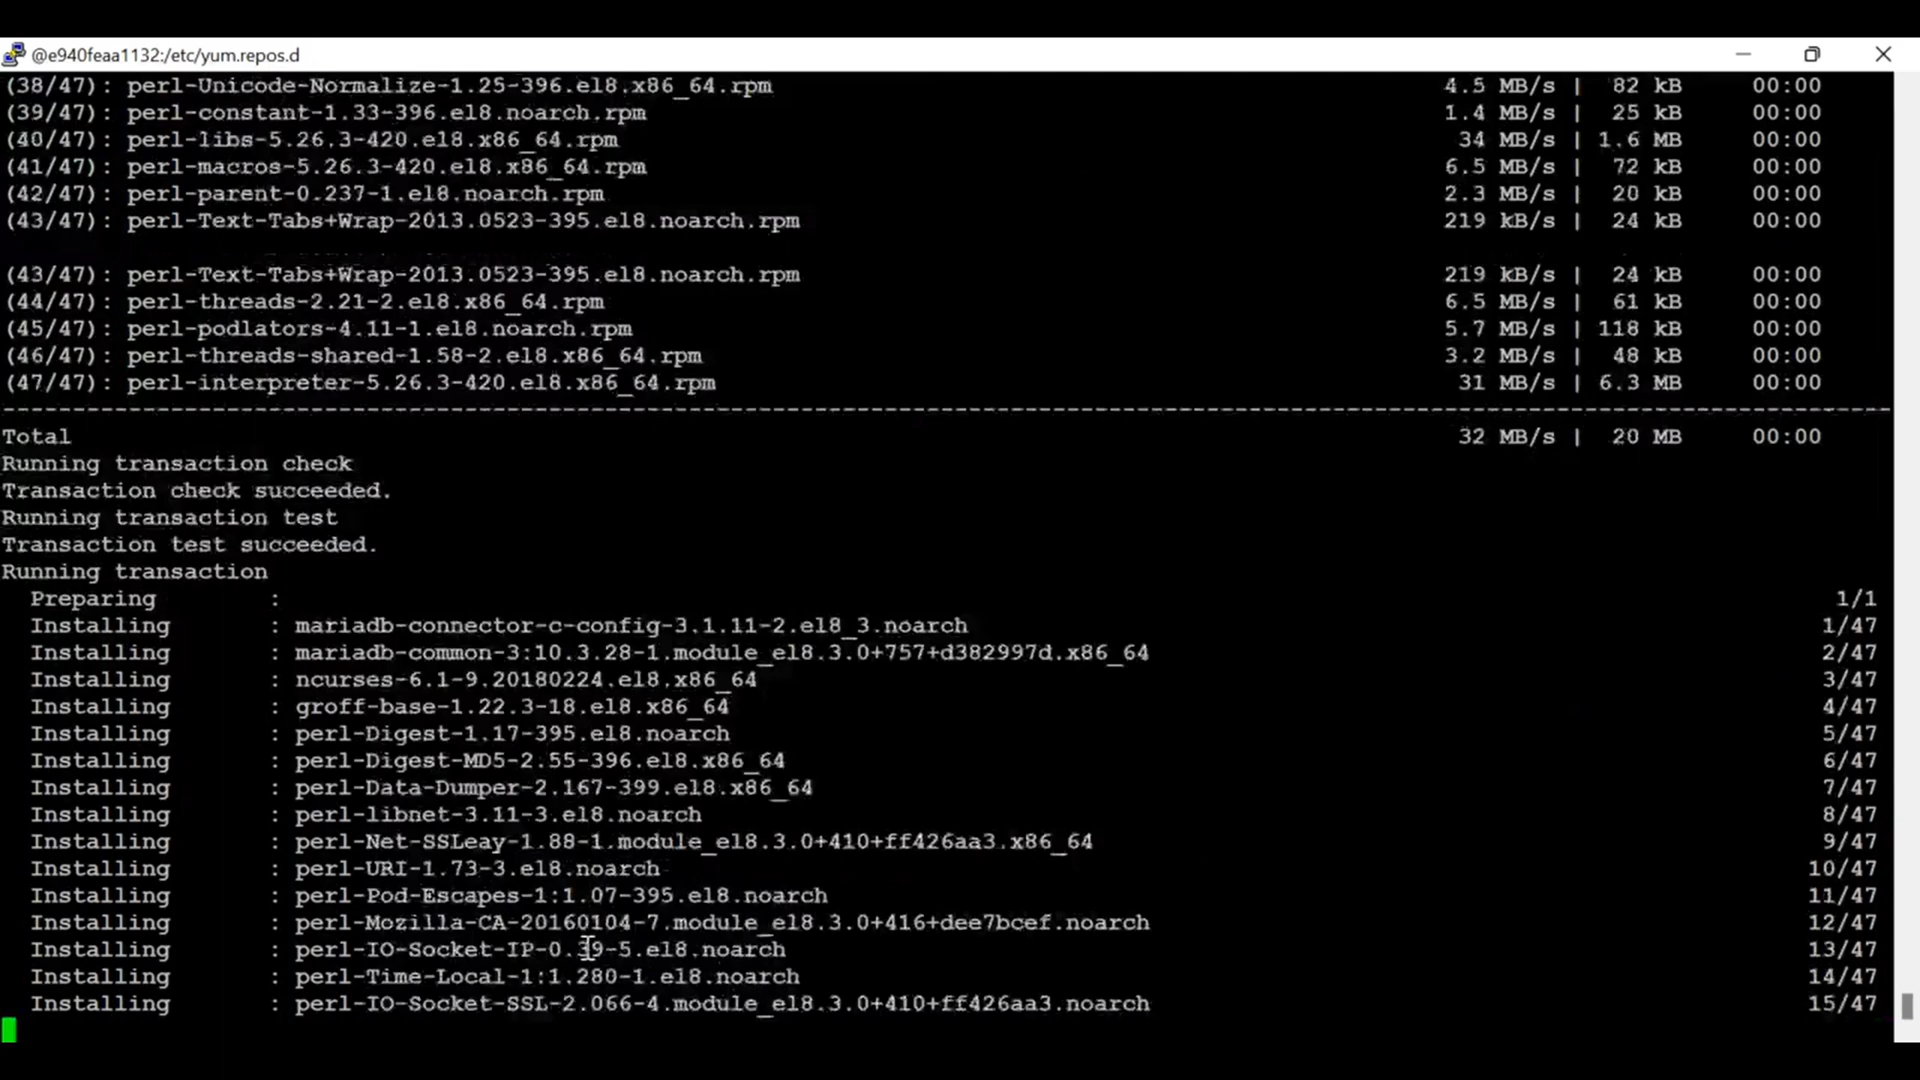 @e940feaa1132:/etc/yum.repos.d
(38/47): perl-Unicode-Normalize-1.25-396.el8.x86_64.rpm 4.5 MB/s | 82 kB 00:00
(39/47): perl-constant-1.33-396.el8.noarch.rpm 1.4 MB/s | 25 kB 00:00
(40/47): perl-libs-5.26.3-420.el8.x86_64.rpm 34 MB/s | 1.6 MB 00:00
(41/47): perl-macros-5.26.3-420.el8.x86_64.rpm 6.5 MB/s | 72 kB 00:00
(42/47): perl-parent-0.237-1.el8.noarch.rpm 2.3 MB/s | 20 kB 00:00
(43/47): perl-Text-Tabs+Wrap-2013.0523-395.el8.noarch.rpm 219 kB/s | 24 kB 00:00
(43/47): perl-Text-Tabs+Wrap-2013.0523-395.el8.noarch.rpm 219 kB/s | 24 kB 00:00
(44/47): perl-threads-2.21-2.el8.x86_64.rpm 6.5 MB/s | 61 kB 00:00
(45/47): perl-podlators-4.11-1.el8.noarch.rpm 5.7 MB/s | 118 kB 00:00
(46/47): perl-threads-shared-1.58-2.el8.x86_64.rpm 3.2 MB/s | 48 kB 00:00
(47/47): perl-interpreter-5.26.3-420.el8.x86_64.rpm 31 MB/s | 6.3 MB 00:00
--------------------------------------------------------------------------------
Total 32 MB/s | 20 MB 00:00
Running transaction check
Transaction check succeeded.
Running transaction test
Transaction test succeeded.
Running transaction
Preparing : 1/1
Installing : mariadb-connector-c-config-3.1.11-2.el8_3.noarch 1/47
Installing : mariadb-common-3:10.3.28-1.module_el8.3.0+757+d382997d.x86_64 2/47
Installing : ncurses-6.1-9.20180224.el8.x86_64 3/47
Installing : groff-base-1.22.3-18.el8.x86_64 4/47
Installing : perl-Digest-1.17-395.el8.noarch 5/47
Installing : perl-Digest-MD5-2.55-396.el8.x86_64 6/47
Installing : perl-Data-Dumper-2.167-399.el8.x86_64 7/47
Installing : perl-libnet-3.11-3.el8.noarch 8/47
Installing : perl-Net-SSLeay-1.88-1.module_el8.3.0+410+ff426aa3.x86_64 9/47
Installing : perl-URI-1.73-3.el8.noarch 10/47
Installing : perl-Pod-Escapes-1:1.07-395.el8.noarch 11/47
Installing : perl-Mozilla-CA-20160104-7.module_el8.3.0+416+dee7bcef.noarch 12/47
Installing : perl-IO-Socket-IP-0.39-5.el8.noarch 13/47
Installing : perl-Time-Local-1:1.280-1.el8.noarch 14/47
Installing : perl-IO-Socket-SSL-2.066-4.module_el8.3.0+410+ff426aa3.noarch 15/47